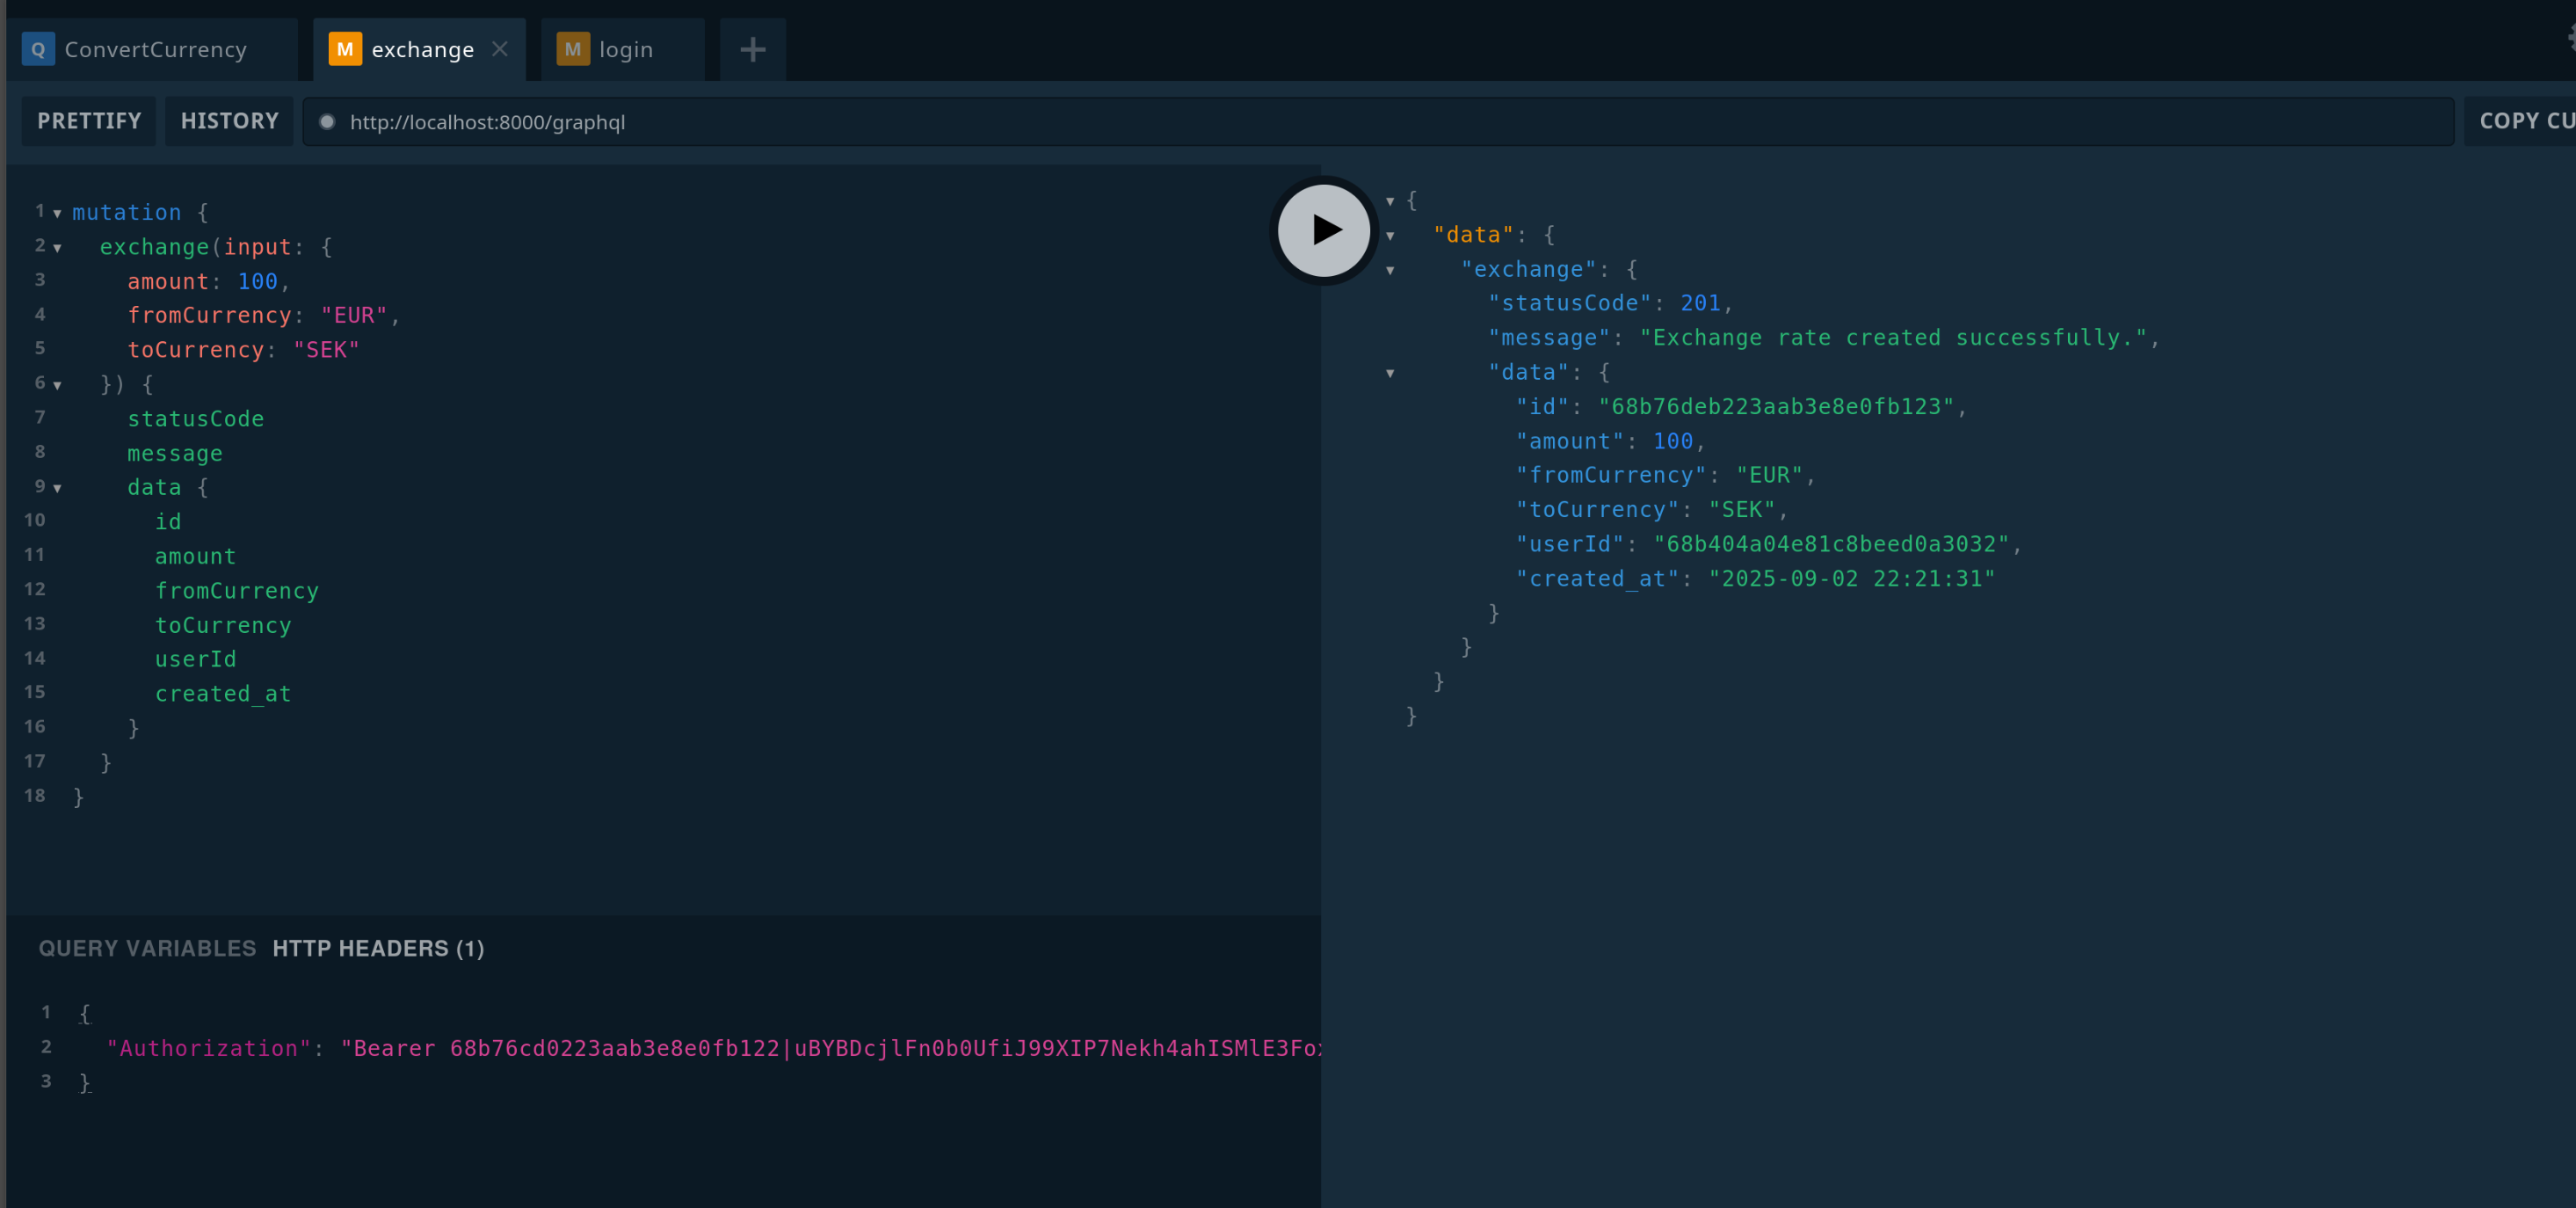 Q ConvertCurrency M exchange M login +
PRETTIFY HISTORY http://localhost:8000/graphql COPY CU
1 mutation {
2 exchange(input: {
3 amount: 100,
4 fromCurrency: "EUR",
5 toCurrency: "SEK"
6 }) {
7 statusCode
8 message
9 data {
10 id
11 amount
12 fromCurrency
13 toCurrency
14 userId
15 created_at
16 }
17 }
18 }
QUERY VARIABLES HTTP HEADERS (1)
1 {
2 "Authorization": "Bearer 68b76cd0223aab3e8e0fb122|uBYBDcjlFn0b0UfiJ99XIP7Nekh4ahISMlE3Fox
3 }
{
"data": {
"exchange": {
"statusCode": 201,
"message": "Exchange rate created successfully.",
"data": {
"id": "68b76deb223aab3e8e0fb123",
"amount": 100,
"fromCurrency": "EUR",
"toCurrency": "SEK",
"userId": "68b404a04e81c8beed0a3032",
"created_at": "2025-09-02 22:21:31"
}
}
}
}